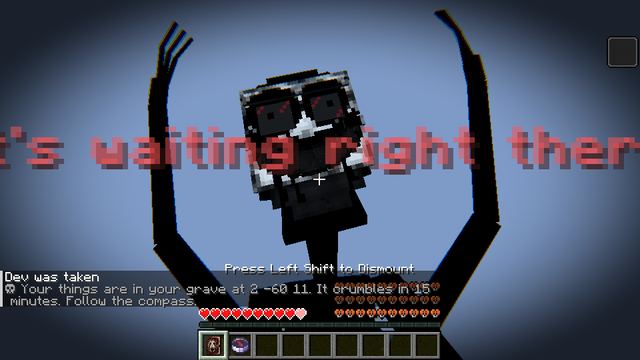 t's waiting right ther
Press Left Shift to Dismount
Dev was taken
☠ Your things are in your grave at 2 -60 11. It crumbles in 15
minutes. Follow the compass.